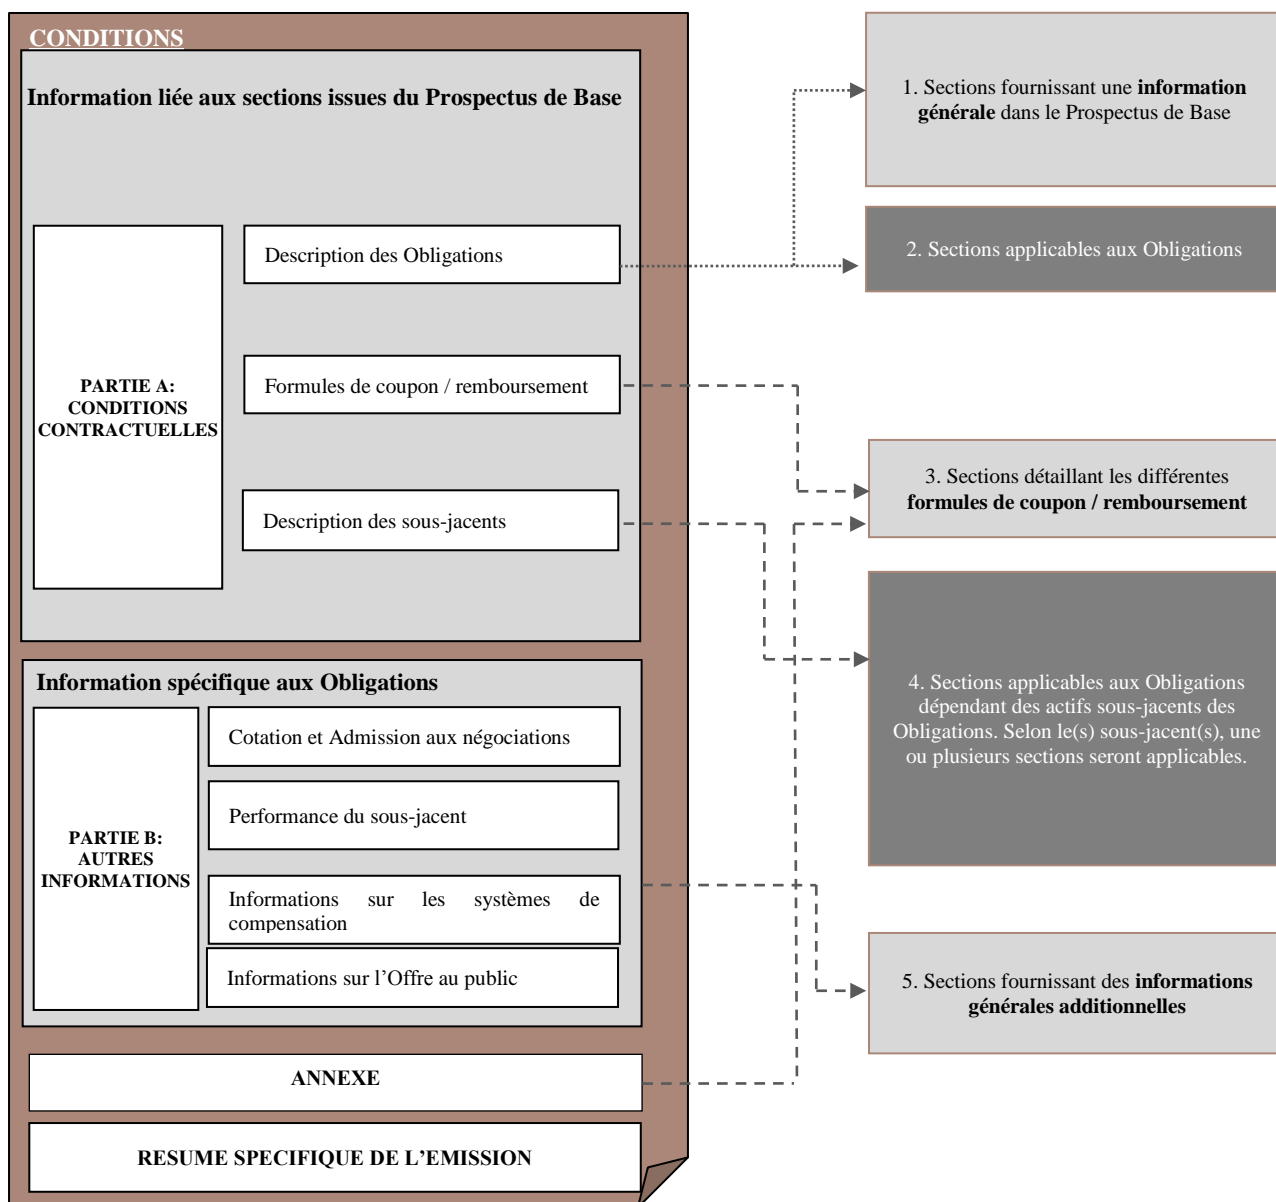 CONDITIONS
Information liée aux sections issues du Prospectus de Base
PARTIE A:
CONDITIONS
CONTRACTUELLES
Description des Obligations
Formules de coupon / remboursement
Description des sous-jacents
Information spécifique aux Obligations
PARTIE B:
AUTRES
INFORMATIONS
Cotation et Admission aux négociations
Performance du sous-jacent
Informations sur les systèmes de
compensation
Informations sur l’Offre au public
ANNEXE
RESUME SPECIFIQUE DE L’EMISSION
1. Sections fournissant une information
générale dans le Prospectus de Base
2. Sections applicables aux Obligations
3. Sections détaillant les différentes
formules de coupon / remboursement
4. Sections applicables aux Obligations
dépendant des actifs sous-jacents des
Obligations. Selon le(s) sous-jacent(s), une
ou plusieurs sections seront applicables.
5. Sections fournissant des informations
générales additionnelles